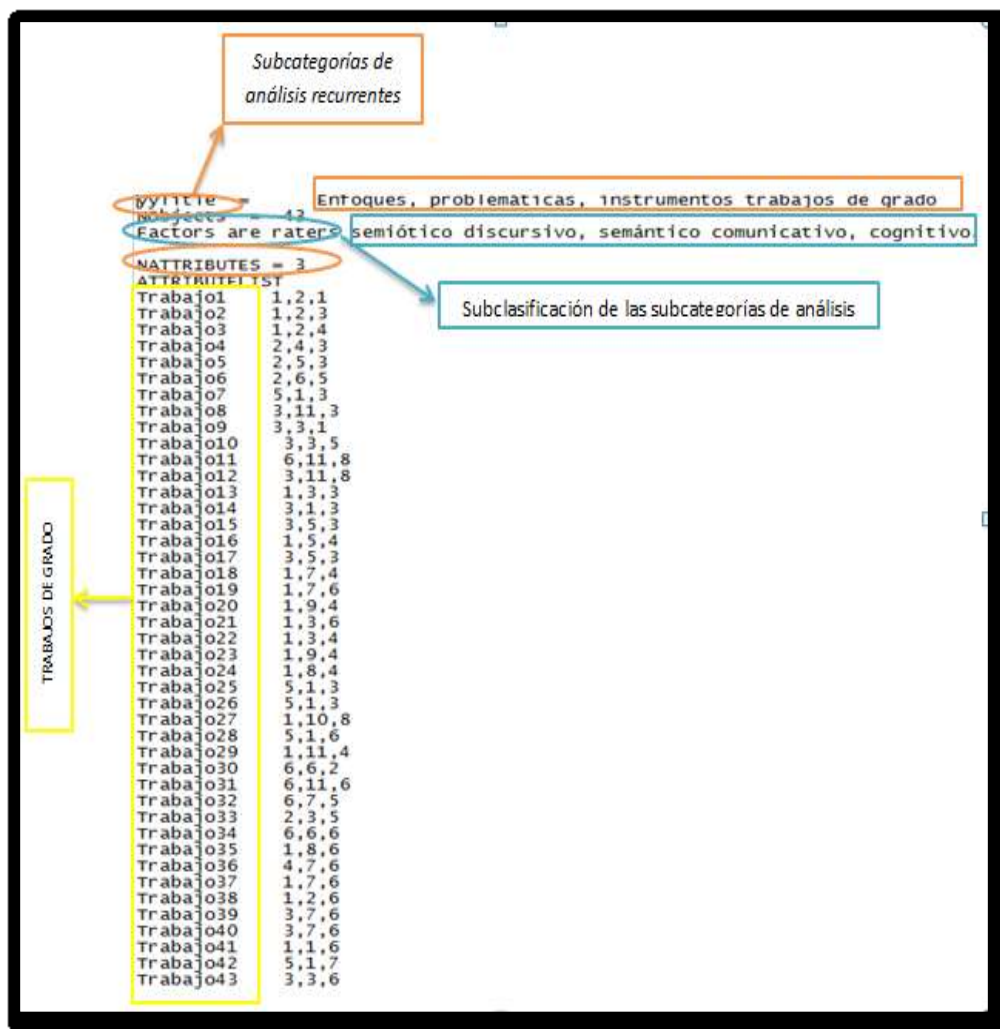 Subcategorías de
análisis recurrentes
yyTitle = Enfoques, problemáticas, instrumentos trabajos de grado
Nobjects = 43
Factors are raters semiótico discursivo, semántico comunicativo, cognitivo,
NATTRIBUTES = 3
ATTRIBUTELIST
Subclasificación de las subcategorías de análisis
TRABAJOS DE GRADO
Trabajo1 1,2,1
Trabajo2 1,2,3
Trabajo3 1,2,4
Trabajo4 2,4,3
Trabajo5 2,5,3
Trabajo6 2,6,5
Trabajo7 5,1,3
Trabajo8 3,11,3
Trabajo9 3,3,1
Trabajo10 3,3,5
Trabajo11 6,11,8
Trabajo12 3,11,8
Trabajo13 1,3,3
Trabajo14 3,1,3
Trabajo15 3,5,3
Trabajo16 1,5,4
Trabajo17 3,5,3
Trabajo18 1,7,4
Trabajo19 1,7,6
Trabajo20 1,9,4
Trabajo21 1,3,6
Trabajo22 1,3,4
Trabajo23 1,9,4
Trabajo24 1,8,4
Trabajo25 5,1,3
Trabajo26 5,1,3
Trabajo27 1,10,8
Trabajo28 5,1,6
Trabajo29 1,11,4
Trabajo30 6,6,2
Trabajo31 6,11,6
Trabajo32 6,7,5
Trabajo33 2,3,5
Trabajo34 6,6,6
Trabajo35 1,8,6
Trabajo36 4,7,6
Trabajo37 1,7,6
Trabajo38 1,2,6
Trabajo39 3,7,6
Trabajo40 3,7,6
Trabajo41 1,1,6
Trabajo42 5,1,7
Trabajo43 3,3,6